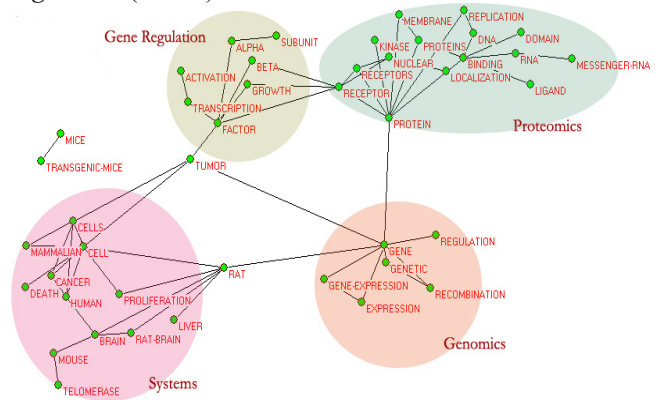 Gene Regulation
ALPHA
SUBUNIT
BETA
ACTIVATION
GROWTH
TRANSCRIPTION
FACTOR
MEMBRANE
REPLICATION
KINASE
PROTEINS
DNA
DOMAIN
NUCLEAR
BINDING
RNA
MESSENGER-RNA
RECEPTORS
LOCALIZATION
RECEPTOR
LIGAND
PROTEIN
Proteomics
MICE
TRANSGENIC-MICE
TUMOR
CELLS
MAMMALIAN
CELL
CANCER
DEATH
HUMAN
PROLIFERATION
RAT
LIVER
BRAIN
RAT-BRAIN
MOUSE
TELOMERASE
Systems
GENE
REGULATION
GENETIC
GENE-EXPRESSION
RECOMBINATION
EXPRESSION
Genomics